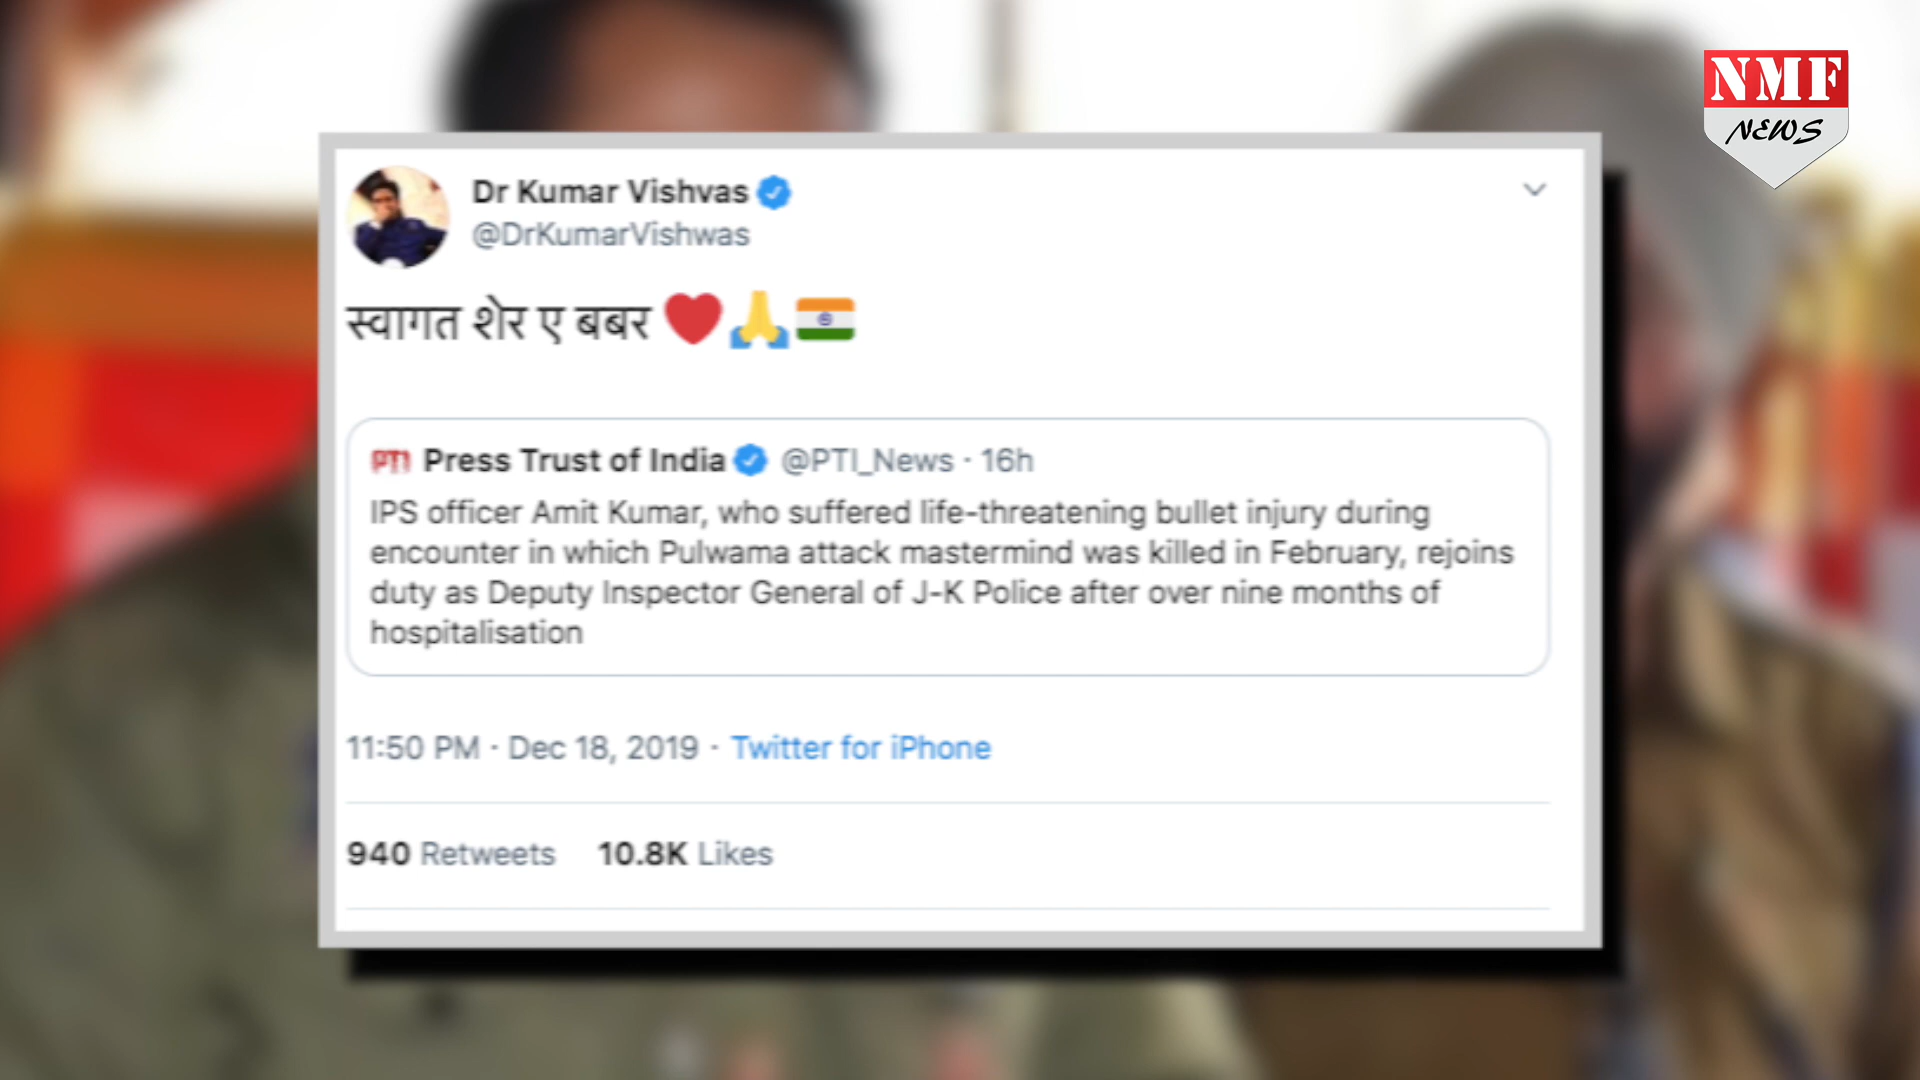 NMF
NEWS
Dr Kumar Vishvas
@DrKumarVishwas
स्वागत शेर ए बबर ❤️🙏🇮🇳
PTI Press Trust of India @PTI_News · 16h
IPS officer Amit Kumar, who suffered life-threatening bullet injury during
encounter in which Pulwama attack mastermind was killed in February, rejoins
duty as Deputy Inspector General of J-K Police after over nine months of
hospitalisation
11:50 PM · Dec 18, 2019 · Twitter for iPhone
940 Retweets 10.8K Likes